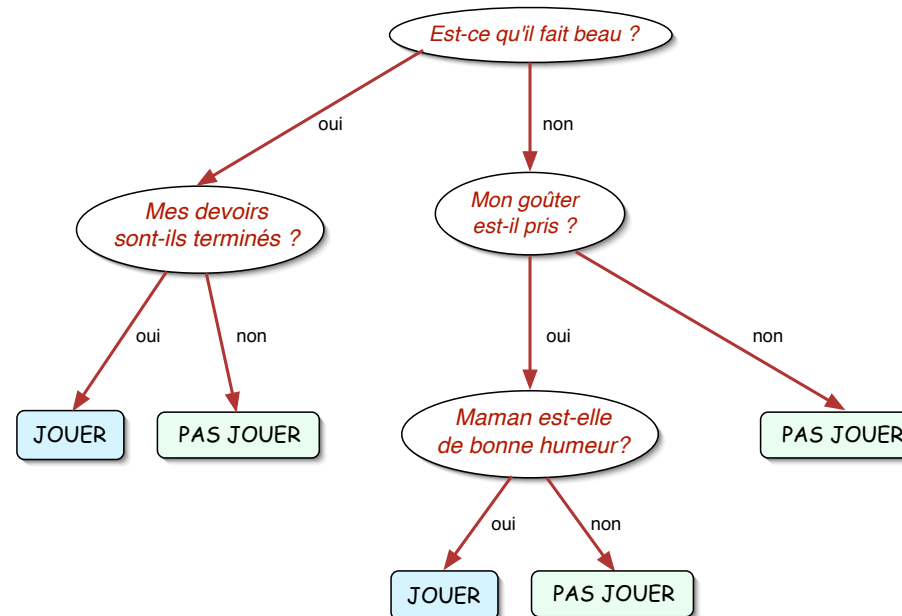 Est-ce qu'il fait beau ?
oui
non
Mes devoirs
sont-ils terminés ?
Mon goûter
est-il pris ?
oui
non
oui
non
JOUER
PAS JOUER
Maman est-elle
de bonne humeur?
PAS JOUER
oui
non
JOUER
PAS JOUER